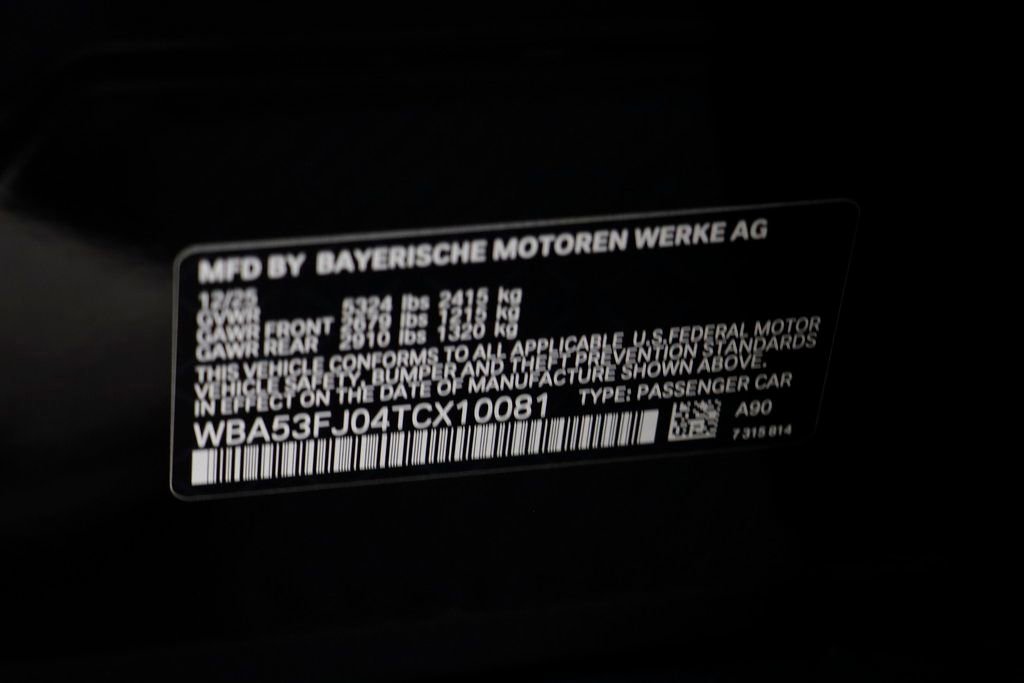 MFD BY BAYERISCHE MOTOREN WERKE AG
12/25
GVWR 5324 lbs 2415 kg
GAWR FRONT 2679 lbs 1215 kg
GAWR REAR 2910 lbs 1320 kg
THIS VEHICLE CONFORMS TO ALL APPLICABLE U.S.FEDERAL MOTOR
VEHICLE SAFETY, BUMPER AND THEFT PREVENTION STANDARDS
IN EFFECT ON THE DATE OF MANUFACTURE SHOWN ABOVE.
TYPE: PASSENGER CAR
WBA53FJ04TCX10081
A90
7 315 814